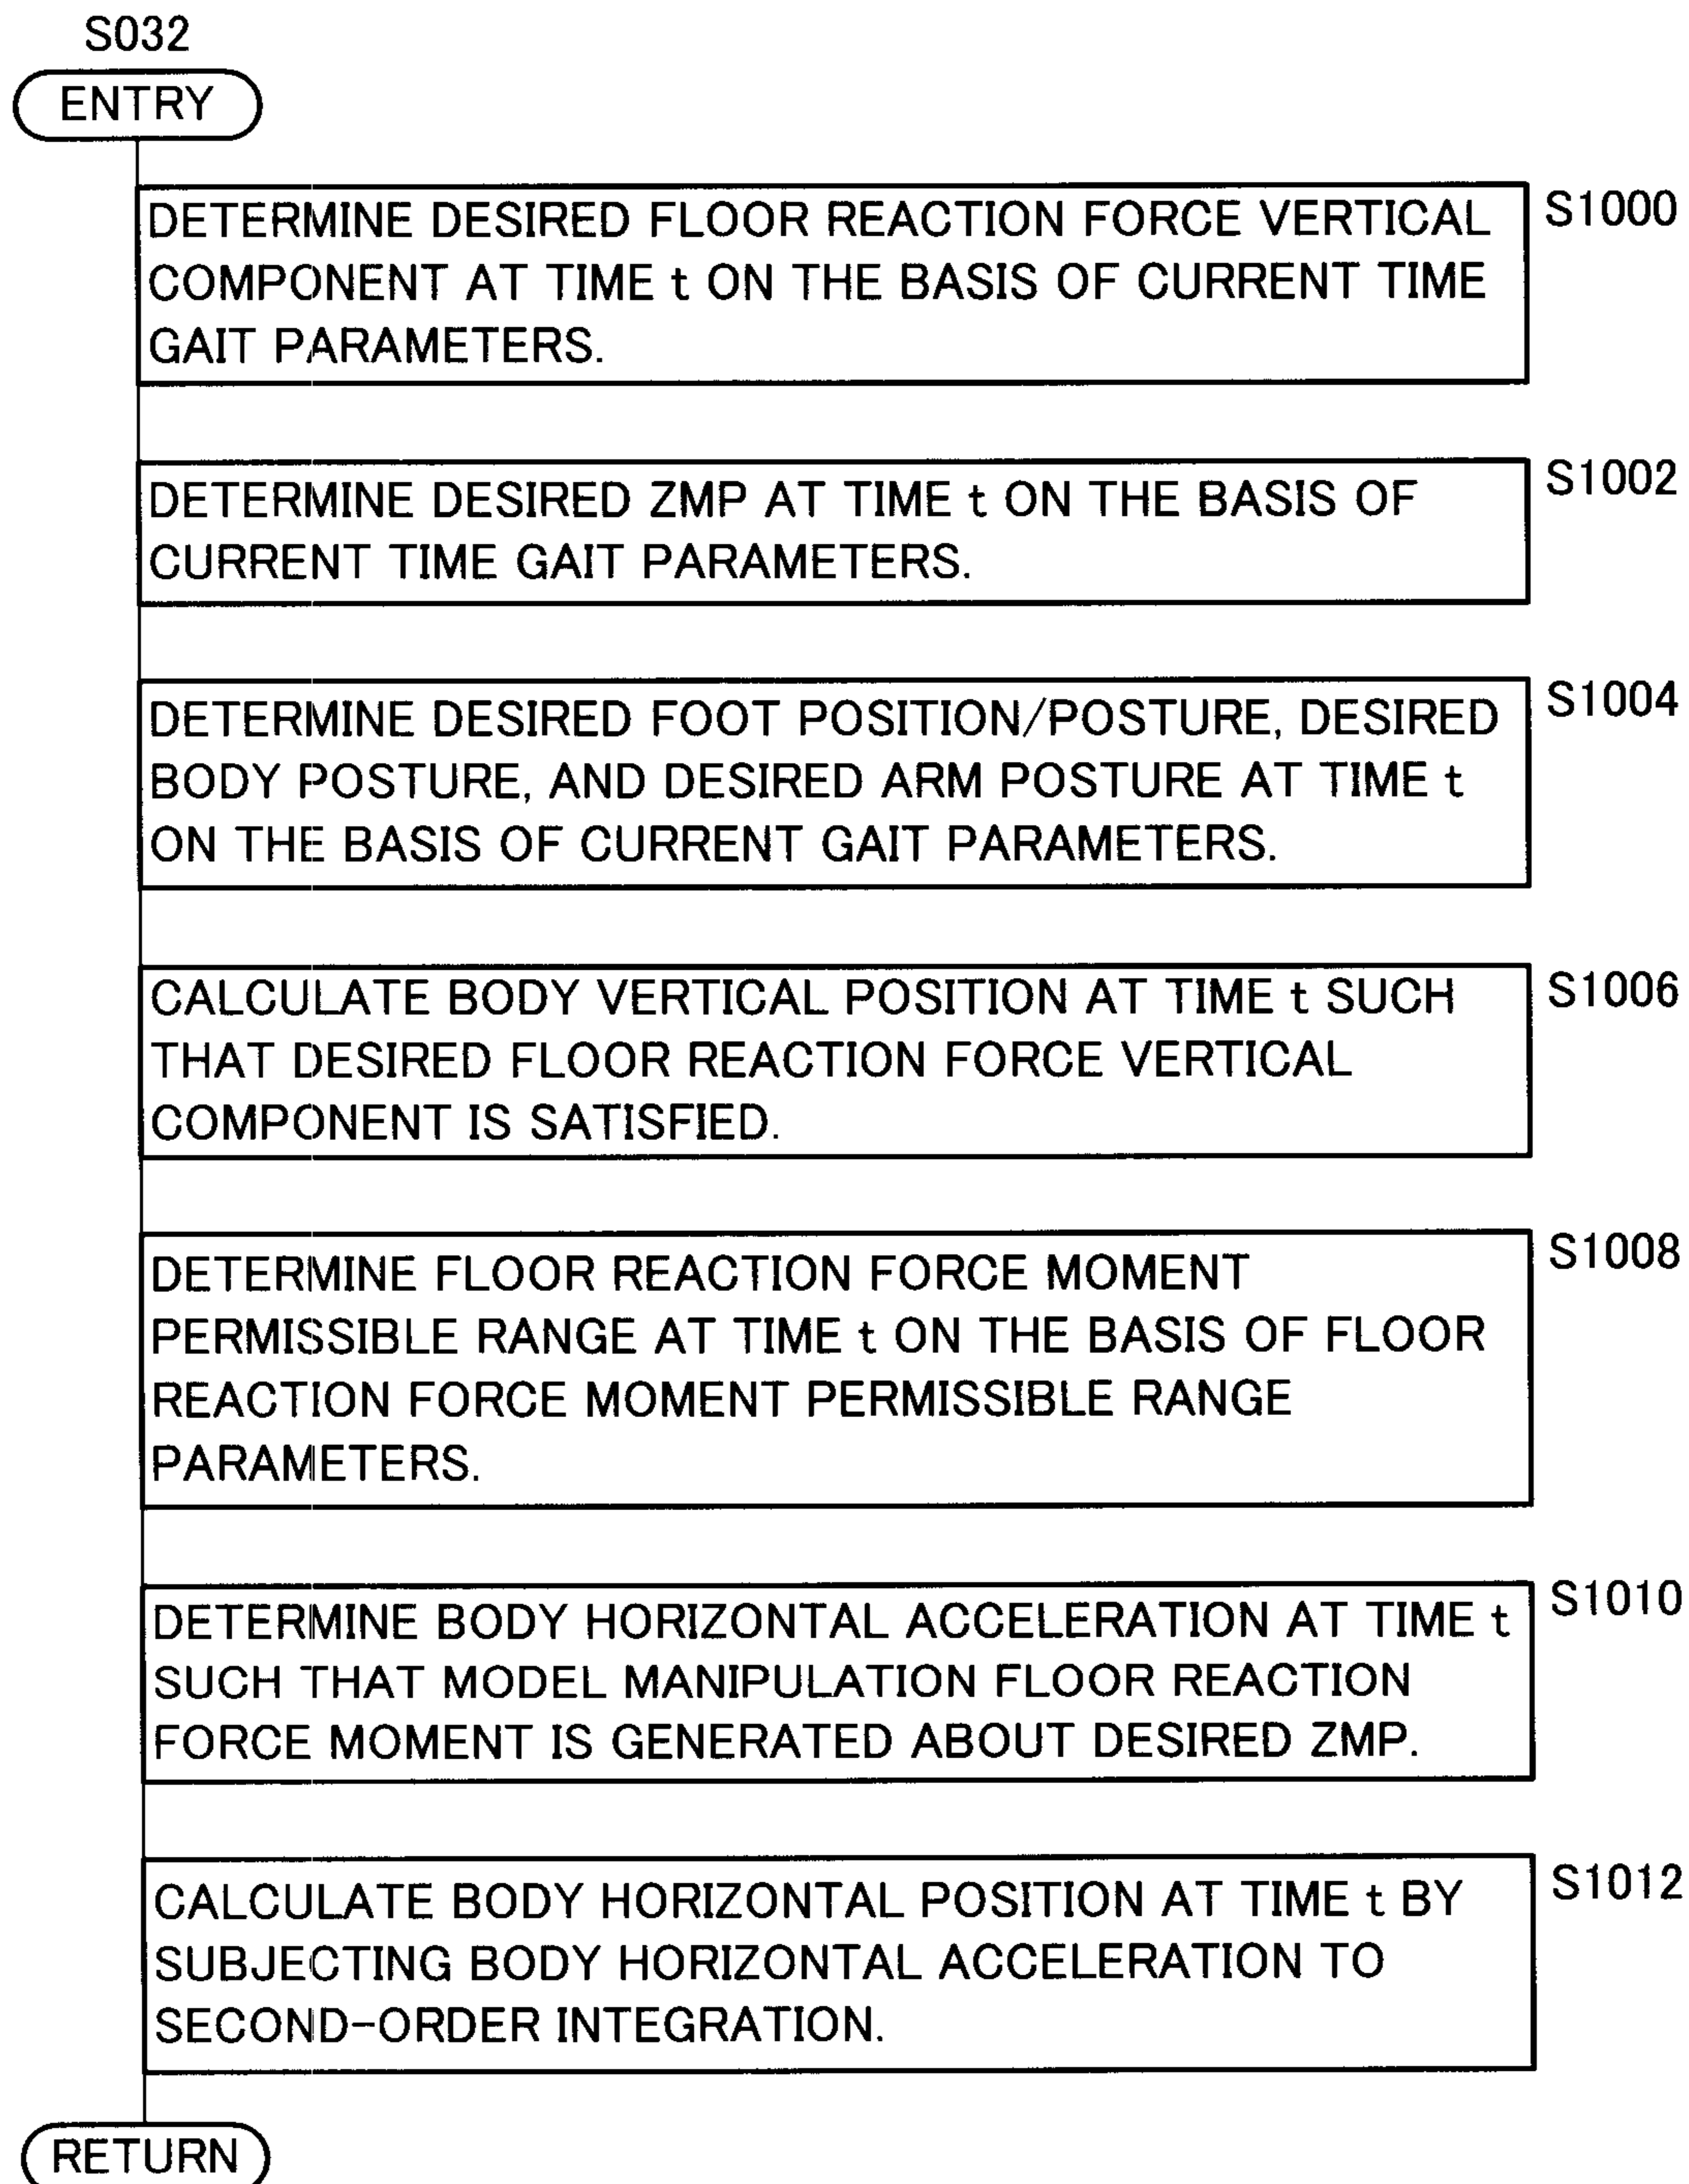 S032
ENTRY
DETERMINE DESIRED FLOOR REACTION FORCE VERTICAL S1000
COMPONENT AT TIME t ON THE BASIS OF CURRENT TIME
GAIT PARAMETERS.
DETERMINE DESIRED ZMP AT TIME t ON THE BASIS OF S1002
CURRENT TIME GAIT PARAMETERS.
DETERMINE DESIRED FOOT POSITION/POSTURE, DESIRED S1004
BODY POSTURE, AND DESIRED ARM POSTURE AT TIME t
ON THE BASIS OF CURRENT GAIT PARAMETERS.
CALCULATE BODY VERTICAL POSITION AT TIME t SUCH S1006
THAT DESIRED FLOOR REACTION FORCE VERTICAL
COMPONENT IS SATISFIED.
DETERMINE FLOOR REACTION FORCE MOMENT S1008
PERMISSIBLE RANGE AT TIME t ON THE BASIS OF FLOOR
REACTION FORCE MOMENT PERMISSIBLE RANGE
PARAMETERS.
DETERMINE BODY HORIZONTAL ACCELERATION AT TIME t S1010
SUCH THAT MODEL MANIPULATION FLOOR REACTION
FORCE MOMENT IS GENERATED ABOUT DESIRED ZMP.
CALCULATE BODY HORIZONTAL POSITION AT TIME t BY S1012
SUBJECTING BODY HORIZONTAL ACCELERATION TO
SECOND-ORDER INTEGRATION.
RETURN